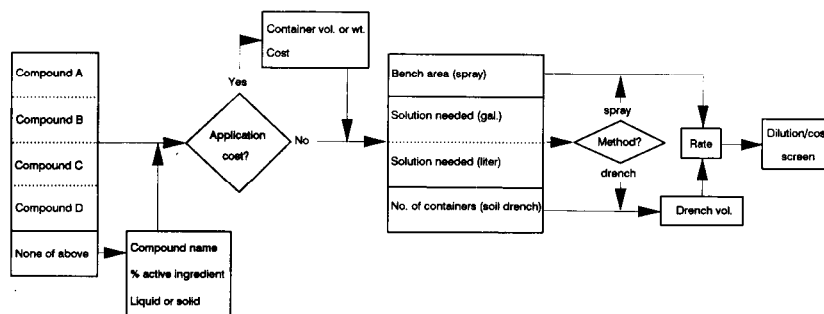 Compound A
Compound B
Compound C
Compound D
None of above
Compound name
% active ingredient
Liquid or solid
Application
cost?
Yes
No
Container vol. or wt.
Cost
Bench area (spray)
Solution needed (gal.)
Solution needed (liter)
No. of containers (soil drench)
spray
Method?
drench
Drench vol.
Rate
Dilution/cost
screen